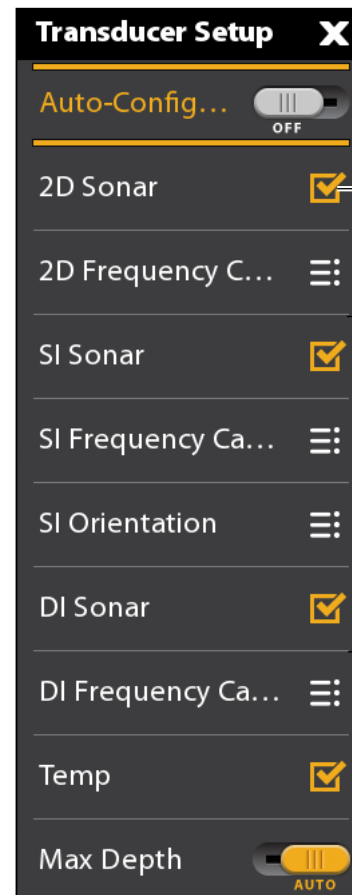 Transducer Setup X
Auto-Config...
OFF
2D Sonar
2D Frequency C...
SI Sonar
SI Frequency Ca...
SI Orientation
DI Sonar
DI Frequency Ca...
Temp
Max Depth
AUTO